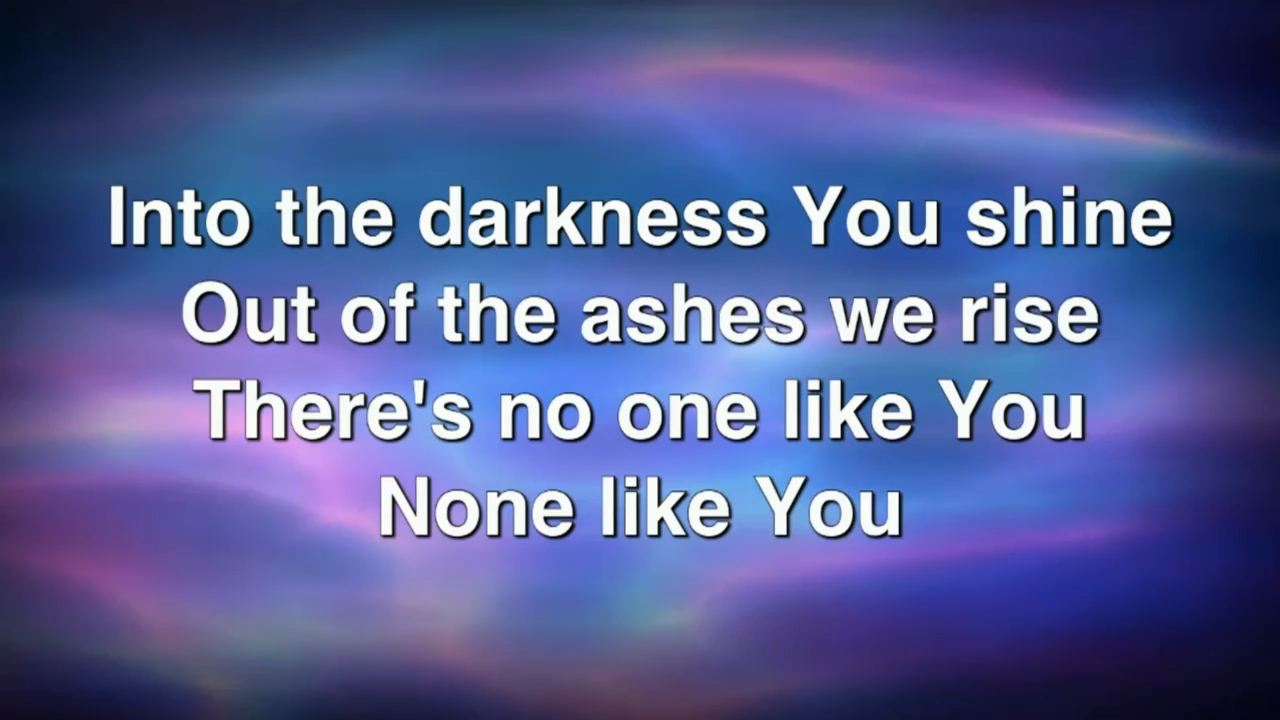 Into the darkness You shine
Out of the ashes we rise
There's no one like You
None like You